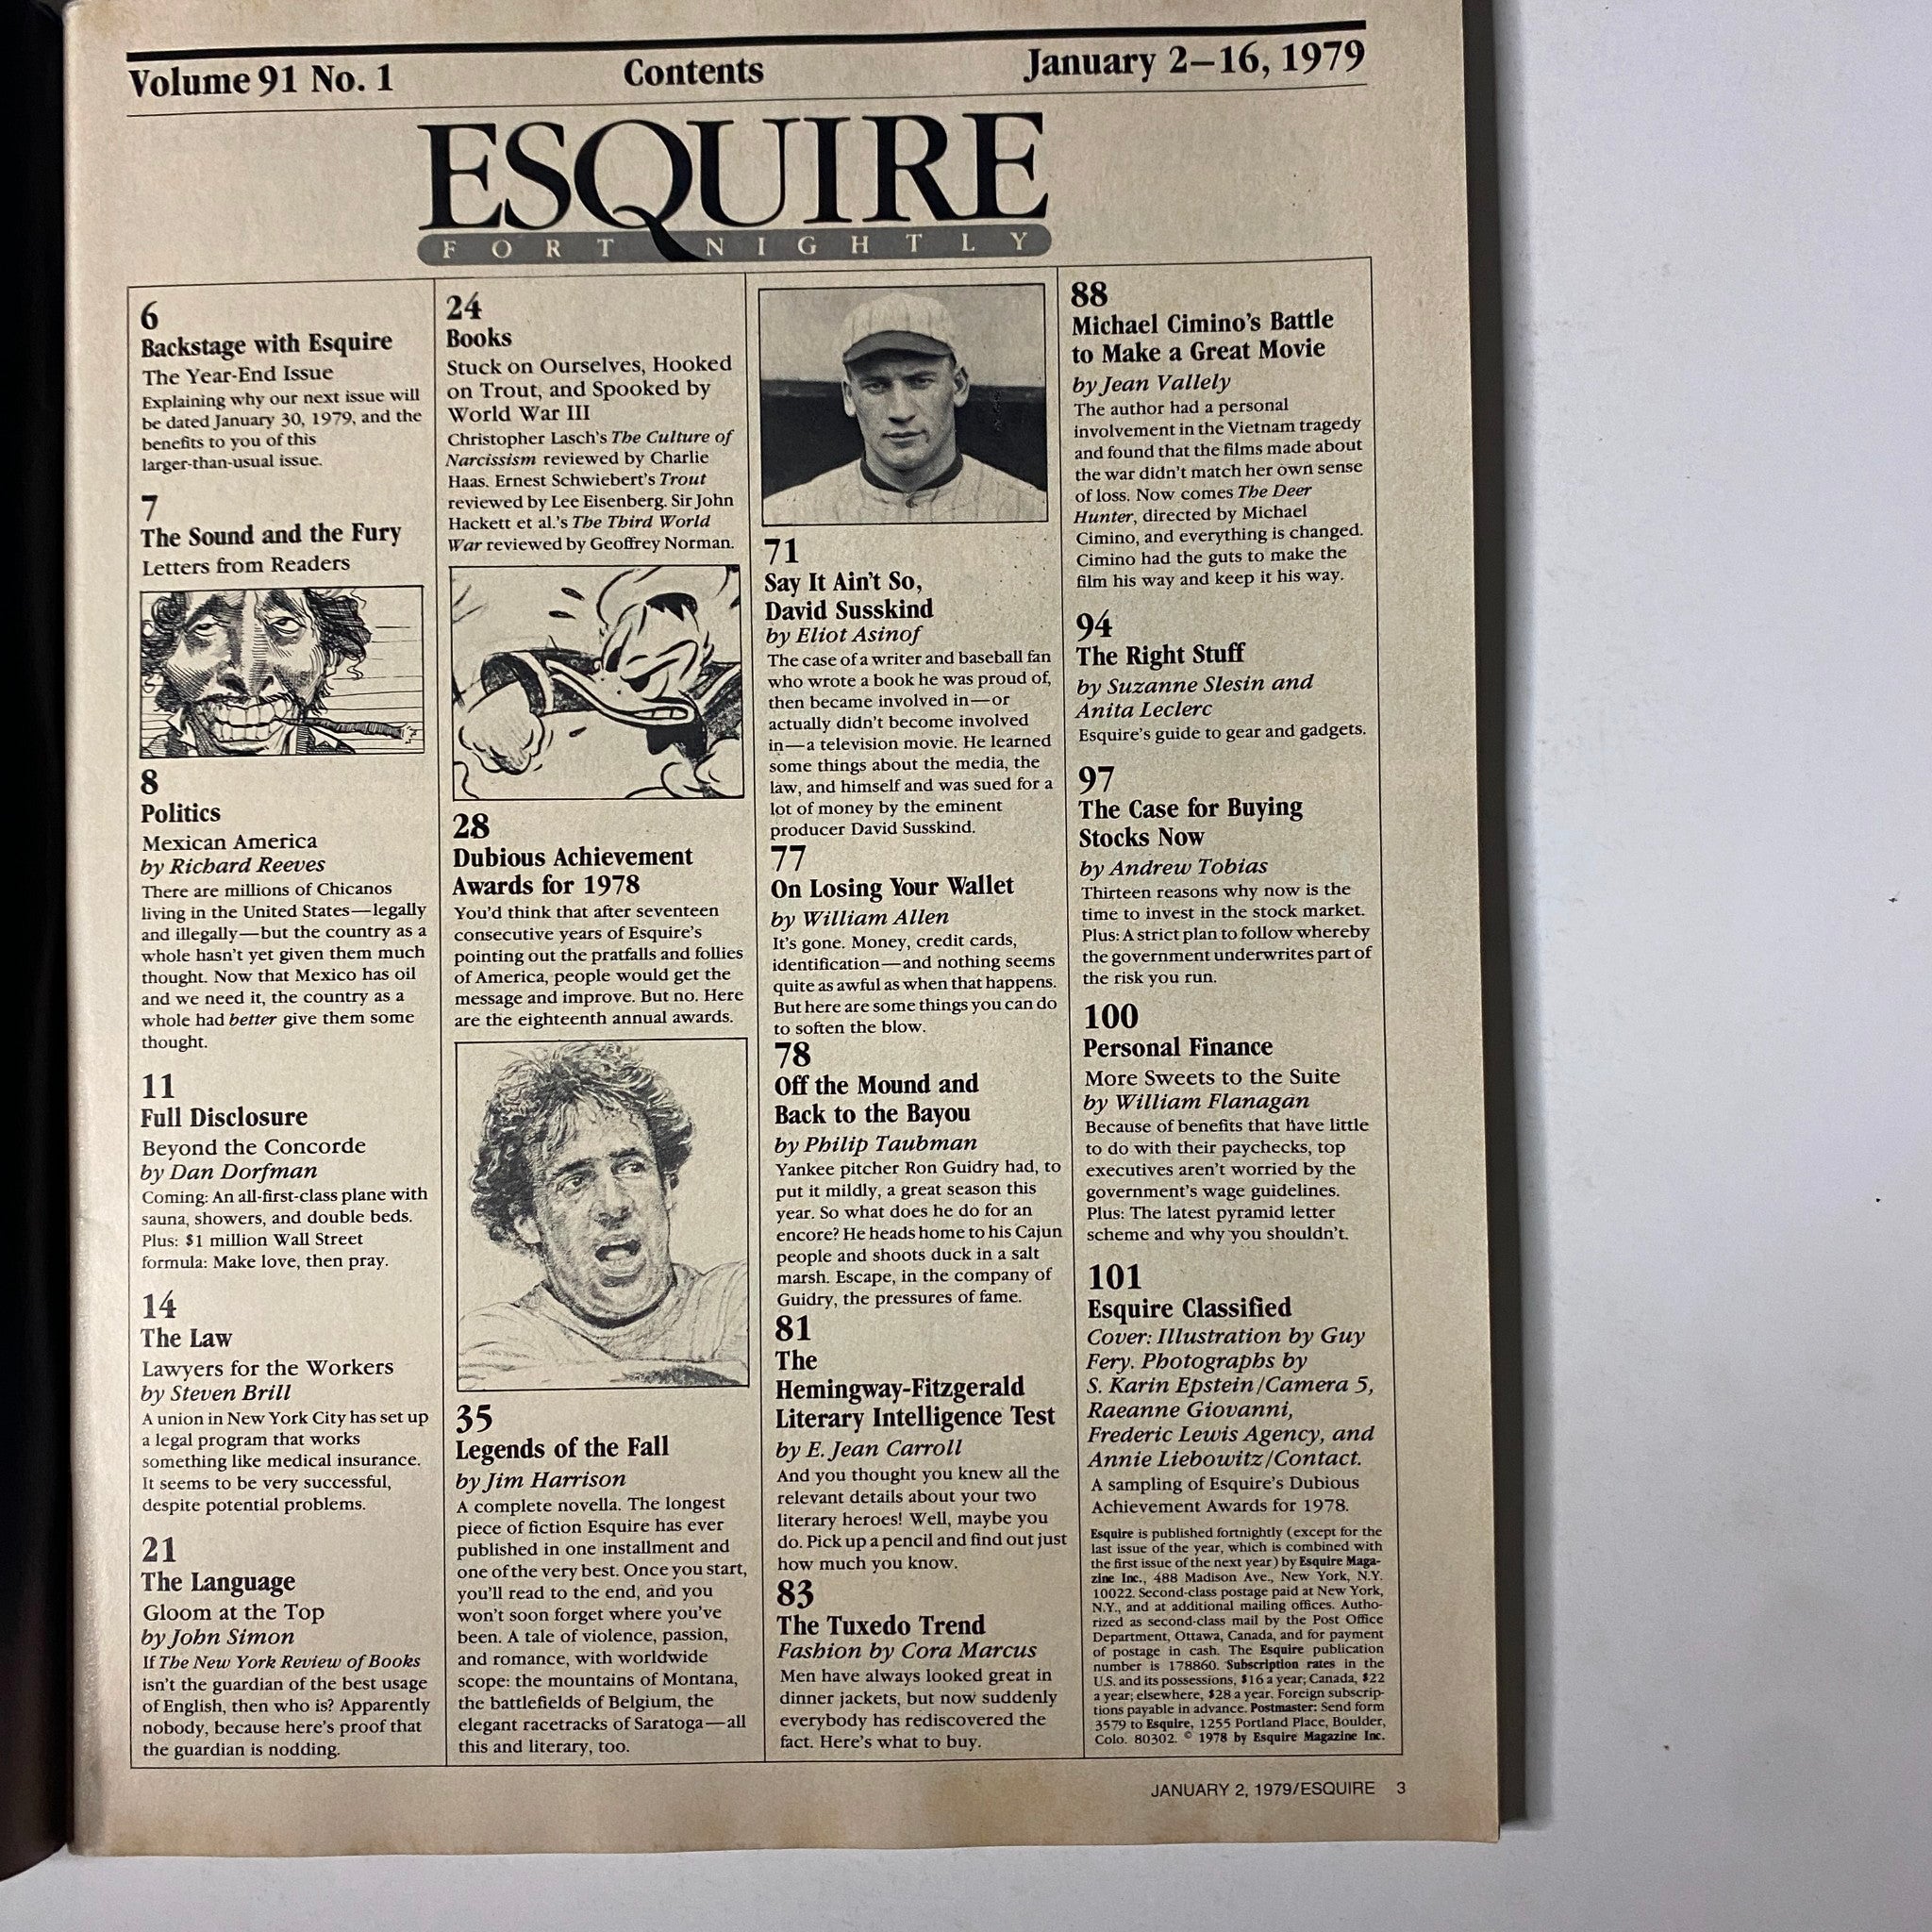 Volume 91 No. 1
Contents
January 2–16, 1979
ESQUIRE
FORTNIGHTLY
6
Backstage with Esquire
The Year-End Issue
Explaining why our next issue will
be dated January 30, 1979, and the
benefits to you of this
larger-than-usual issue.
7
The Sound and the Fury
Letters from Readers
8
Politics
Mexican America
by Richard Reeves
There are millions of Chicanos
living in the United States—legally
and illegally—but the country as a
whole hasn't yet given them much
thought. Now that Mexico has oil
and we need it, the country as a
whole had better give them some
thought.
11
Full Disclosure
Beyond the Concorde
by Dan Dorfman
Coming: An all-first-class plane with
sauna, showers, and double beds.
Plus: $1 million Wall Street
formula: Make love, then pray.
14
The Law
Lawyers for the Workers
by Steven Brill
A union in New York City has set up
a legal program that works
something like medical insurance.
It seems to be very successful,
despite potential problems.
21
The Language
Gloom at the Top
by John Simon
If The New York Review of Books
isn't the guardian of the best usage
of English, then who is? Apparently
nobody, because here's proof that
the guardian is nodding.
24
Books
Stuck on Ourselves, Hooked
on Trout, and Spooked by
World War III
Christopher Lasch's The Culture of
Narcissism reviewed by Charlie
Haas. Ernest Schwiebert's Trout
reviewed by Lee Eisenberg. Sir John
Hackett et al.'s The Third World
War reviewed by Geoffrey Norman.
28
Dubious Achievement
Awards for 1978
You'd think that after seventeen
consecutive years of Esquire's
pointing out the pratfalls and follies
of America, people would get the
message and improve. But no. Here
are the eighteenth annual awards.
35
Legends of the Fall
by Jim Harrison
A complete novella. The longest
piece of fiction Esquire has ever
published in one installment and
one of the very best. Once you start,
you'll read to the end, and you
won't soon forget where you've
been. A tale of violence, passion,
and romance, with worldwide
scope: the mountains of Montana,
the battlefields of Belgium, the
elegant racetracks of Saratoga—all
this and literary, too.
71
Say It Ain't So,
David Susskind
by Eliot Asinof
The case of a writer and baseball fan
who wrote a book he was proud of,
then became involved in—or
actually didn't become involved
in—a television movie. He learned
some things about the media, the
law, and himself and was sued for a
lot of money by the eminent
producer David Susskind.
77
On Losing Your Wallet
by William Allen
It's gone. Money, credit cards,
identification—and nothing seems
quite as awful as when that happens.
But here are some things you can do
to soften the blow.
78
Off the Mound and
Back to the Bayou
by Philip Taubman
Yankee pitcher Ron Guidry had, to
put it mildly, a great season this
year. So what does he do for an
encore? He heads home to his Cajun
people and shoots duck in a salt
marsh. Escape, in the company of
Guidry, the pressures of fame.
81
The
Hemingway-Fitzgerald
Literary Intelligence Test
by E. Jean Carroll
And you thought you knew all the
relevant details about your two
literary heroes! Well, maybe you
do. Pick up a pencil and find out just
how much you know.
83
The Tuxedo Trend
Fashion by Cora Marcus
Men have always looked great in
dinner jackets, but now suddenly
everybody has rediscovered the
fact. Here's what to buy.
88
Michael Cimino's Battle
to Make a Great Movie
by Jean Vallely
The author had a personal
involvement in the Vietnam tragedy
and found that the films made about
the war didn't match her own sense
of loss. Now comes The Deer
Hunter, directed by Michael
Cimino, and everything is changed.
Cimino had the guts to make the
film his way and keep it his way.
94
The Right Stuff
by Suzanne Slesin and
Anita Leclerc
Esquire's guide to gear and gadgets.
97
The Case for Buying
Stocks Now
by Andrew Tobias
Thirteen reasons why now is the
time to invest in the stock market.
Plus: A strict plan to follow whereby
the government underwrites part of
the risk you run.
100
Personal Finance
More Sweets to the Suite
by William Flanagan
Because of benefits that have little
to do with their paychecks, top
executives aren't worried by the
government's wage guidelines.
Plus: The latest pyramid letter
scheme and why you shouldn't.
101
Esquire Classified
Cover: Illustration by Guy
Fery. Photographs by
S. Karin Epstein/Camera 5,
Raeanne Giovanni,
Frederic Lewis Agency, and
Annie Liebowitz/Contact.
A sampling of Esquire's Dubious
Achievement Awards for 1978.
Esquire is published fortnightly (except for the
last issue of the year, which is combined with
the first issue of the next year) by Esquire Maga-
zine Inc., 488 Madison Ave., New York, N.Y.
10022. Second-class postage paid at New York,
N.Y., and at additional mailing offices. Autho-
rized as second-class mail by the Post Office
Department, Ottawa, Canada, and for payment
of postage in cash. The Esquire publication
number is 178860. Subscription rates in the
U.S. and its possessions, $16 a year; Canada, $22
a year; elsewhere, $28 a year. Foreign subscrip-
tions payable in advance. Postmaster: Send form
3579 to Esquire, 1255 Portland Place, Boulder,
Colo. 80302. © 1978 by Esquire Magazine Inc.
JANUARY 2, 1979/ESQUIRE 3